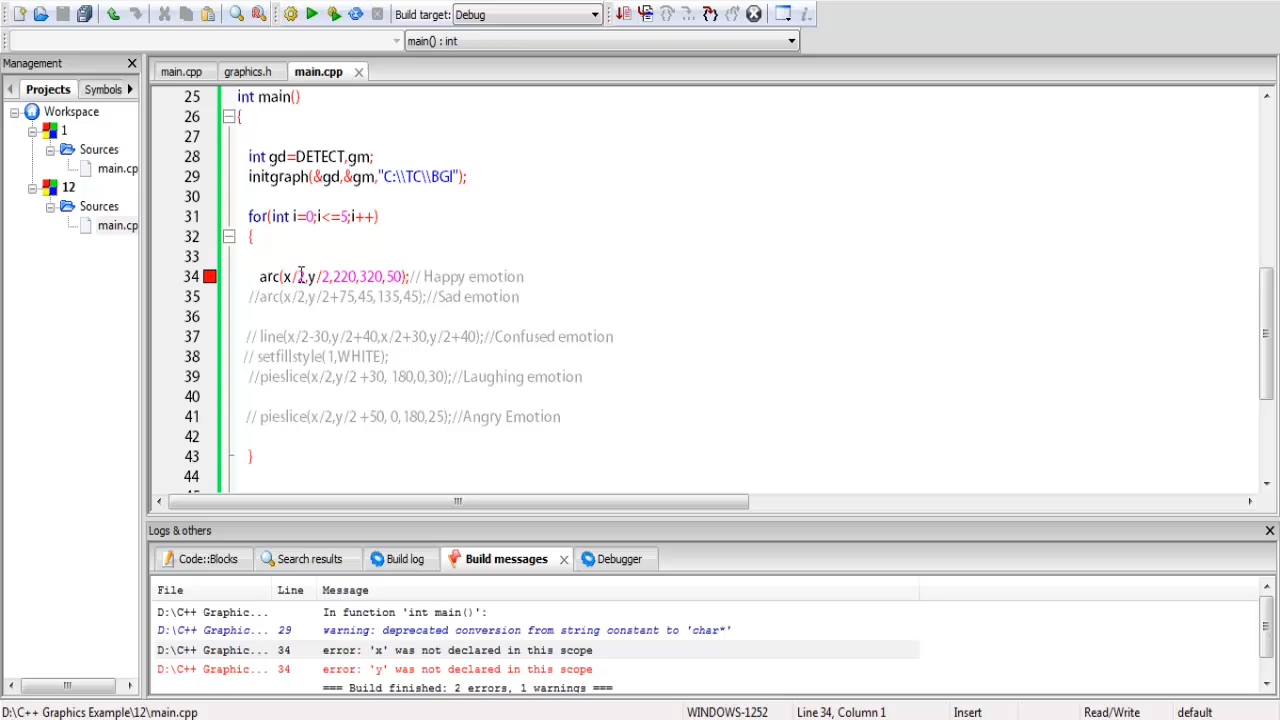 Build target: Debug
main() : int
Management
main.cpp graphics.h main.cpp
Projects Symbols
Workspace
1
Sources
main.cp
12
Sources
main.cp
25 int main()
26 {
27
28 int gd=DETECT,gm;
29 initgraph(&gd,&gm,"C:\\TC\\BGI");
30
31 for(int i=0;i<=5;i++)
32 {
33
34 arc(x/2,y/2,220,320,50);// Happy emotion
35 //arc(x/2,y/2+75,45,135,45);//Sad emotion
36
37 // line(x/2-30,y/2+40,x/2+30,y/2+40);//Confused emotion
38 // setfillstyle(1,WHITE);
39 //pieslice(x/2,y/2 +30, 180,0,30);//Laughing emotion
40
41 // pieslice(x/2,y/2 +50, 0,180,25);//Angry Emotion
42
43 }
44
Logs & others
Code::Blocks Search results Build log Build messages Debugger
File Line Message
D:\C++ Graphic... In function 'int main()':
D:\C++ Graphic... 29 warning: deprecated conversion from string constant to 'char*'
D:\C++ Graphic... 34 error: 'x' was not declared in this scope
D:\C++ Graphic... 34 error: 'y' was not declared in this scope
=== Build finished: 2 errors, 1 warnings ===
D:\C++ Graphics Example\12\main.cpp WINDOWS-1252 Line 34, Column 1 Insert Read/Write default